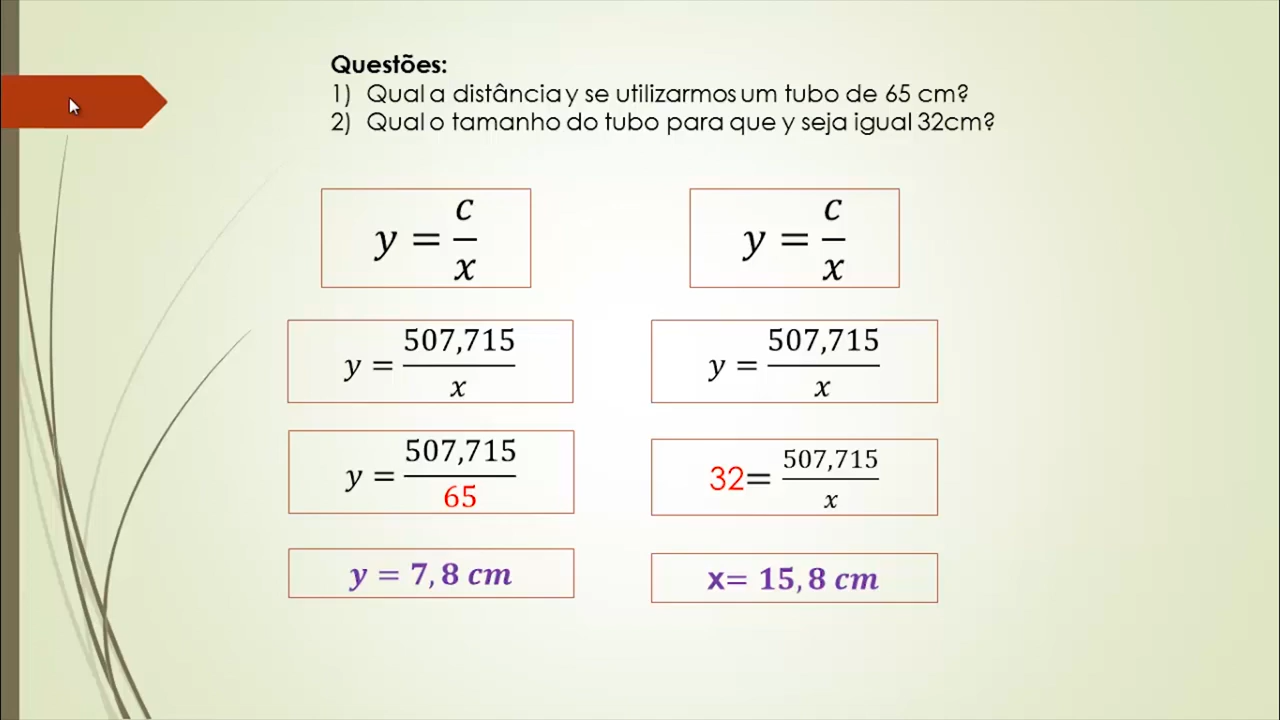 Questões:
1) Qual a distância y se utilizarmos um tubo de 65 cm?
2) Qual o tamanho do tubo para que y seja igual 32cm?
y = c/x
y = c/x
y = 507,715/x
y = 507,715/x
y = 507,715/65
32= 507,715/x
y = 7,8 cm
x= 15,8 cm